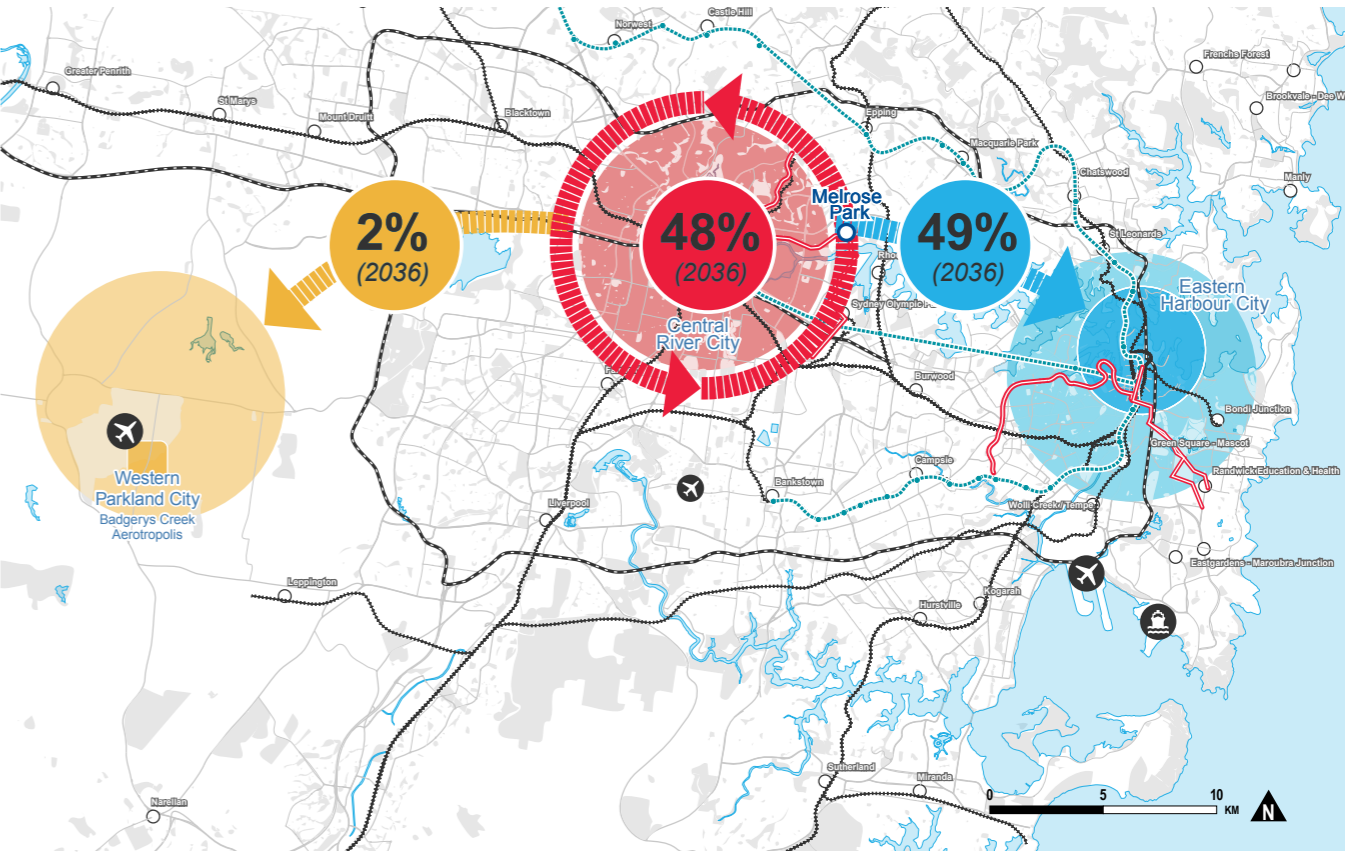 Castle Hill
Norwest
Frenchs Forest
Greater Penrith
Brookvale - Dee W
St Marys
Mount Druitt
Blacktown
Epping
Macquarie Park
Chatswood
Manly
Melrose
Park
2%
(2036)
48%
(2036)
49%
(2036)
St Leonards
Rho
Eastern
Harbour City
Sydney Olympic P
Central
River City
Burwood
Bondi Junction
Green Square - Mascot
Campsie
Randwick Education & Health
Western
Parkland City
Badgerys Creek
Aerotropolis
Bankstown
Liverpool
Wolli Creek / Tempe
Eastgardens - Maroubra Junction
Leppington
Kogarah
Hurstville
Sutherland
Miranda
Narellan
0
5
10
KM
N